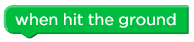 when hit the ground